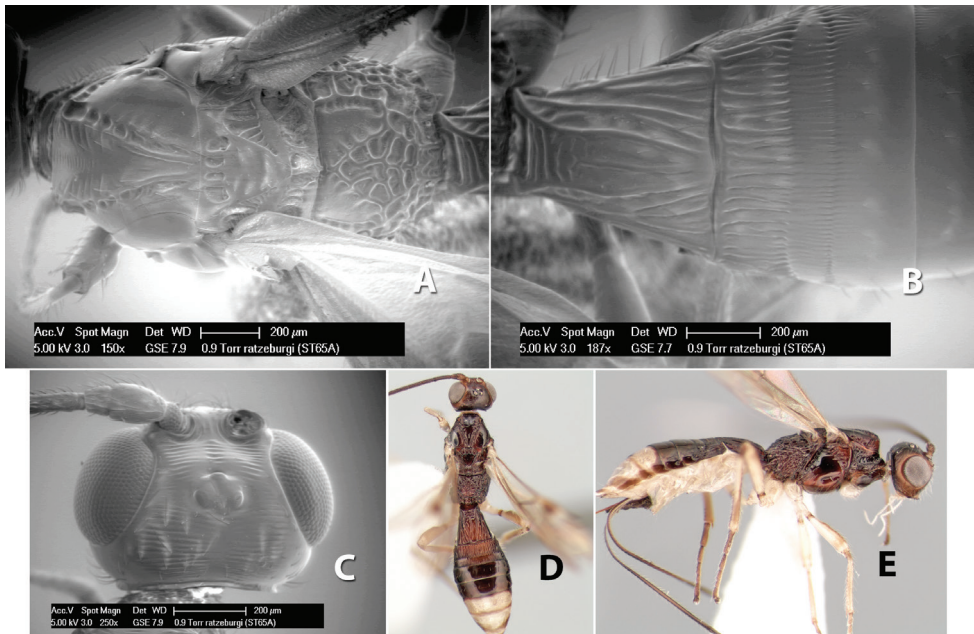 A
Acc.V Spot Magn Det WD 200 µm
5.00 kV 3.0 150x GSE 7.9 0.9 Torr ratzeburgi (ST65A)
B
Acc.V Spot Magn Det WD 200 µm
5.00 kV 3.0 187x GSE 7.7 0.9 Torr ratzeburgi (ST65A)
C
Acc.V Spot Magn Det WD 200 µm
5.00 kV 3.0 250x GSE 7.9 0.9 Torr ratzeburgi (ST65A)
D
E